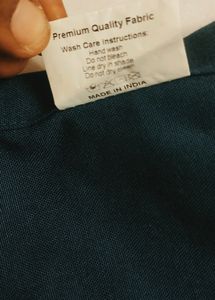 Premium Quality Fabric
Wash Care Instructions:
Hand wash
Do not bleach
Line dry in shade
Do not dry clean
MADE IN INDIA